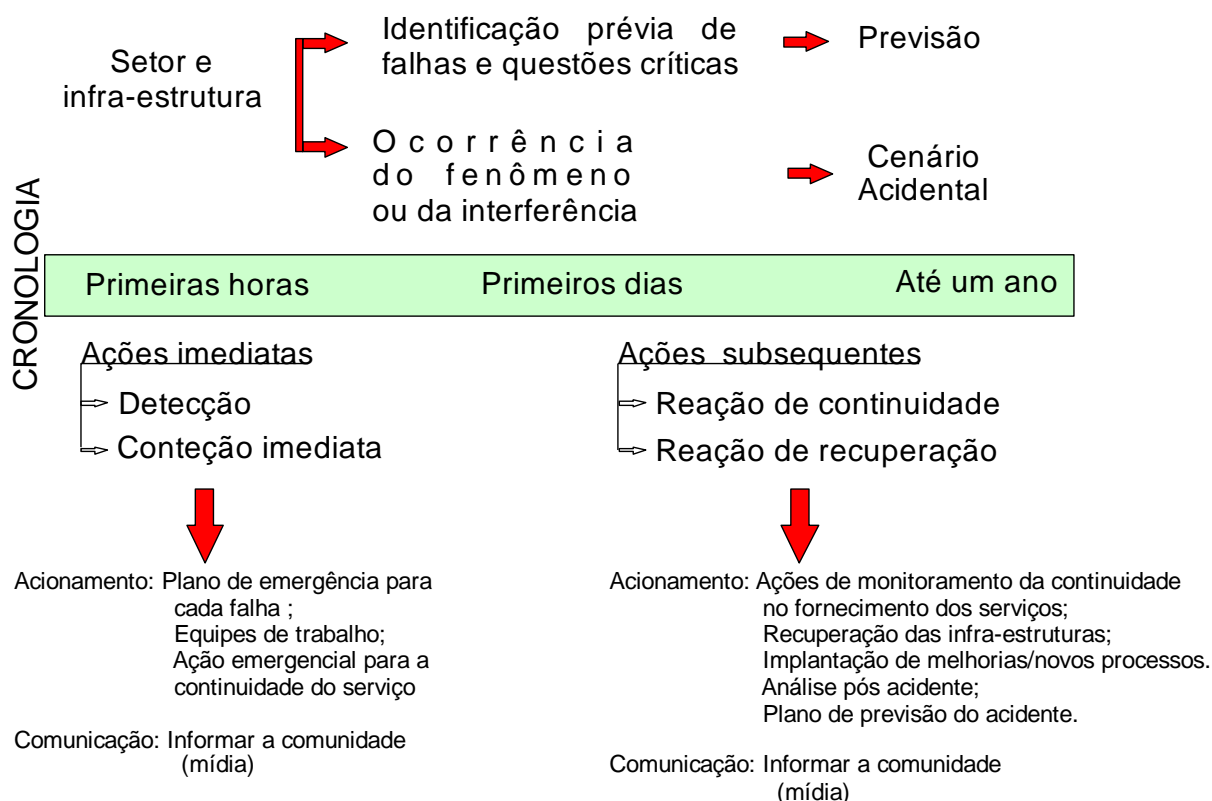 Setor e
infra-estrutura
Identificação prévia de
falhas e questões críticas
Previsão
Ocorrência
do fenômeno
ou da interferência
Cenário
Acidental
CRONOLOGIA
Primeiras horas
Primeiros dias
Até um ano
Ações imediatas
Detecção
Conteção imediata
Acionamento: Plano de emergência para
cada falha ;
Equipes de trabalho;
Ação emergencial para a
continuidade do serviço
Comunicação: Informar a comunidade
(mídia)
Ações subsequentes
Reação de continuidade
Reação de recuperação
Acionamento: Ações de monitoramento da continuidade
no fornecimento dos serviços;
Recuperação das infra-estruturas;
Implantação de melhorias/novos processos.
Análise pós acidente;
Plano de previsão do acidente.
Comunicação: Informar a comunidade
(mídia)